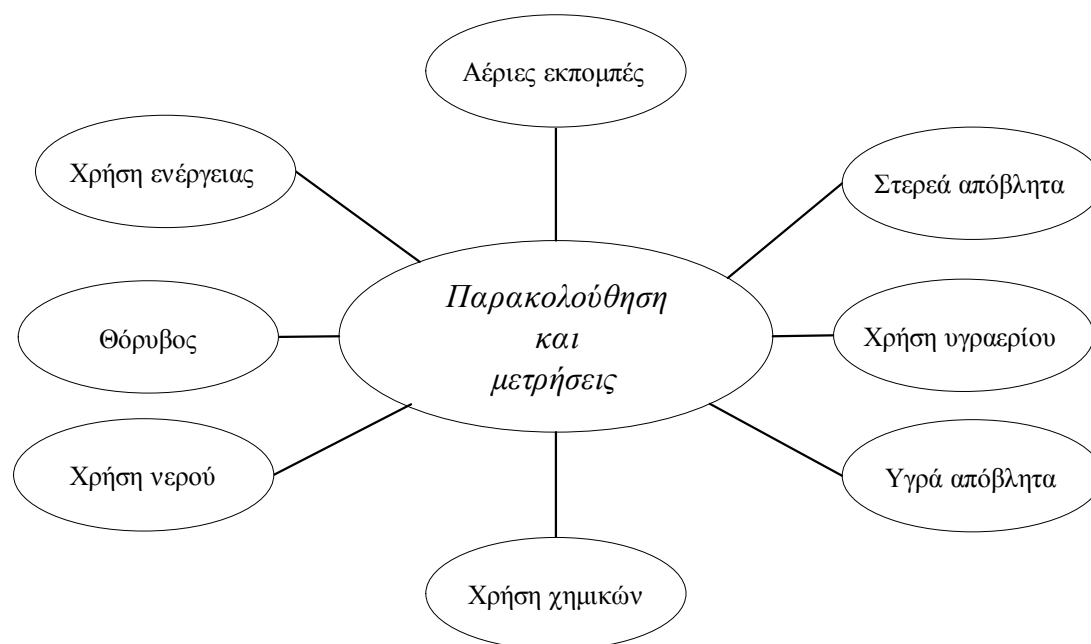 Αέριες εκπομπές
Χρήση ενέργειας
Στερεά απόβλητα
Παρακολούθηση
και
μετρήσεις
Θόρυβος
Χρήση υγραερίου
Χρήση νερού
Υγρά απόβλητα
Χρήση χημικών